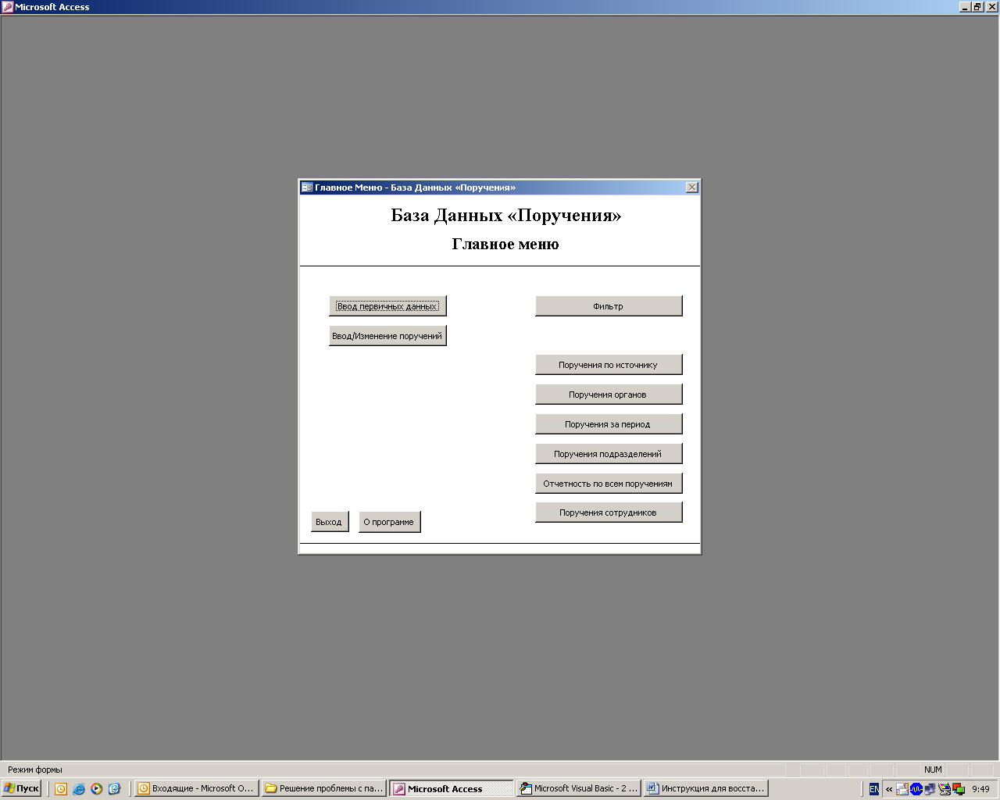 Microsoft Access
Главное Меню - База Данных «Поручения»
База Данных «Поручения»
Главное меню
Ввод первичных данных
Фильтр
Ввод/Изменение поручений
Поручения по источнику
Поручения органов
Поручения за период
Поручения подразделений
Отчетность по всем поручениям
Поручения сотрудников
Выход
О программе
Режим формы
NUM
Пуск
Входящие - Microsoft O...
Решение проблемы с па...
Microsoft Access
Microsoft Visual Basic - 2 ...
Инструкция для восста...
EN
«
9:49